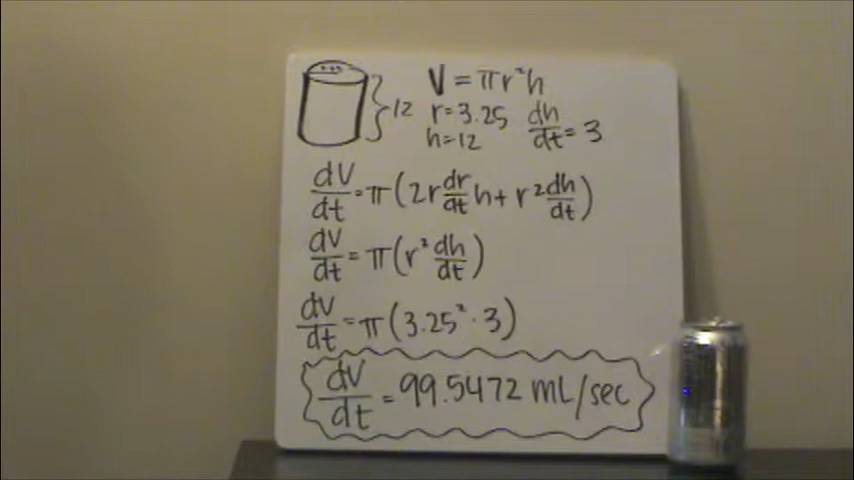 12
V = πr²h
r=3.25
h=12
dh/dt = 3
dV/dt = π(2r dr/dt h + r² dh/dt)
dV/dt = π(r² dh/dt)
dV/dt = π(3.25² · 3)
dV/dt = 99.5472 mL/sec